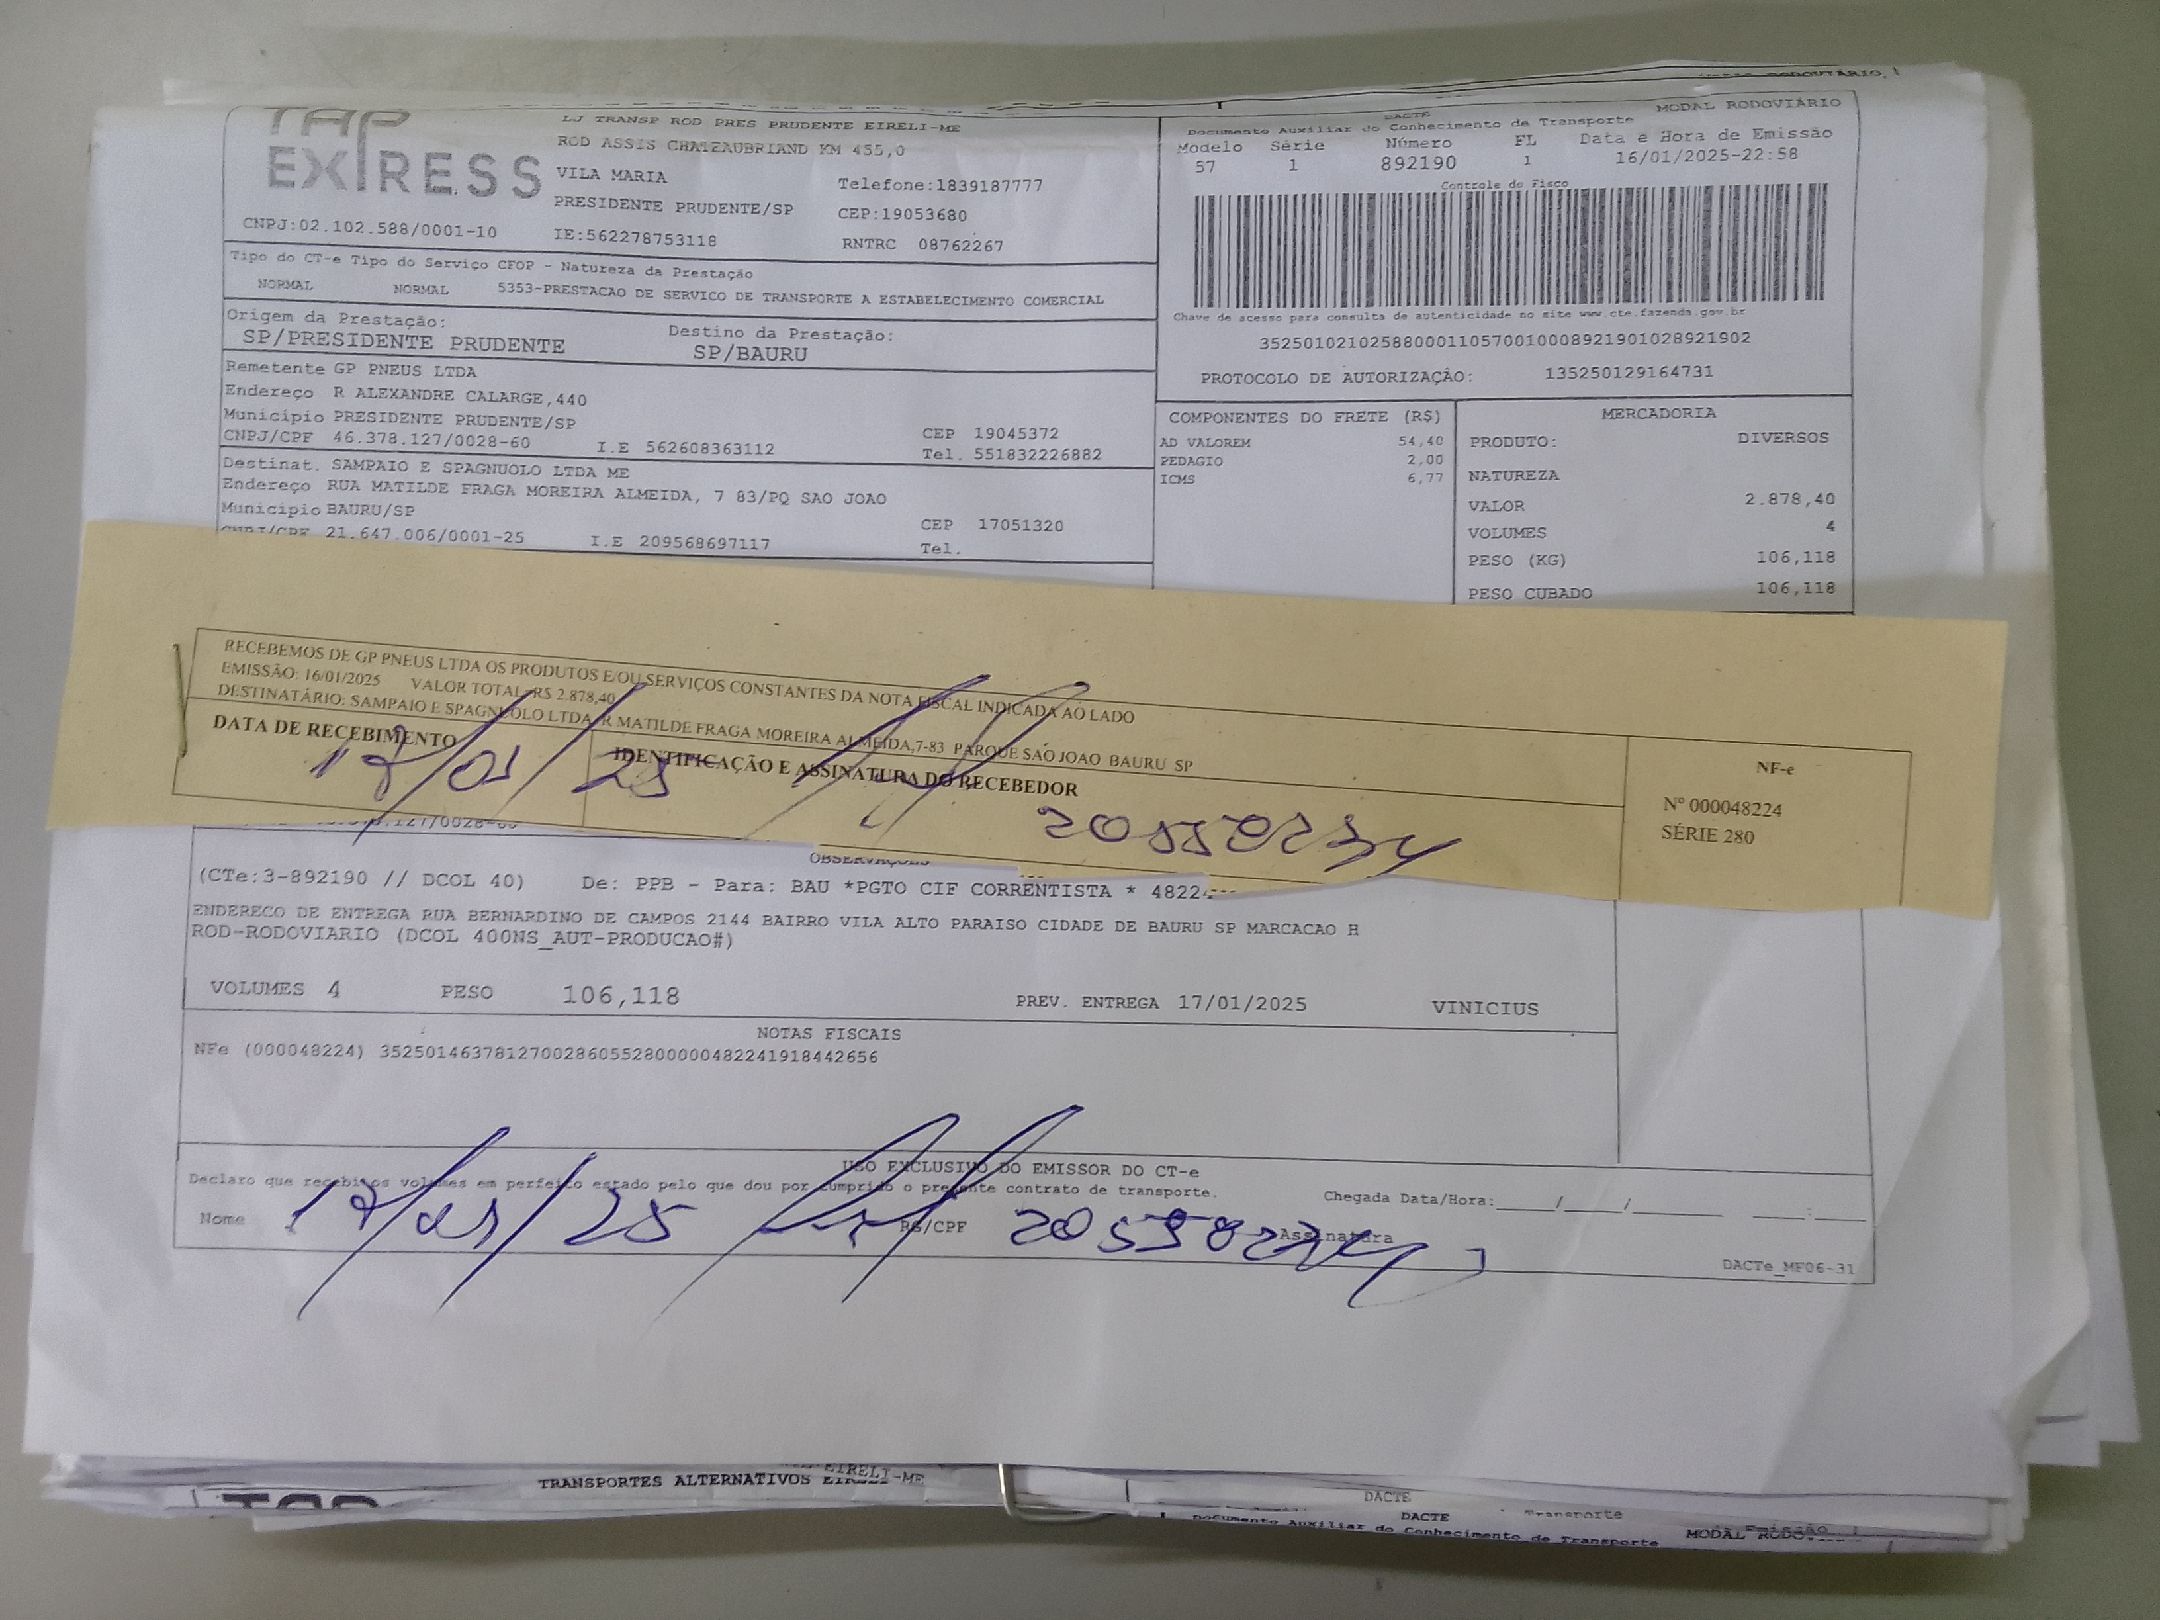 MODAL RODOVIÁRIO
TAP EXPRESS
LJ TRANSP ROD PRES PRUDENTE EIRELI-ME
ROD ASSIS CHATEAUBRIAND KM 455,0
VILA MARIA Telefone:1839187777
PRESIDENTE PRUDENTE/SP CEP:19053680
CNPJ:02.102.588/0001-10 IE:562278753118 RNTRC 08762267
DACTE
Documento Auxiliar do Conhecimento de Transporte
Modelo Série Número FL Data e Hora de Emissão
57 1 892190 1 16/01/2025-22:58
Controle do Fisco
Chave de acesso para consulta de autenticidade no site www.cte.fazenda.gov.br
35250102102588000110570010008921901028921902
PROTOCOLO DE AUTORIZAÇÃO: 135250129164731
Tipo do CT-e Tipo do Serviço CFOP - Natureza da Prestação
NORMAL NORMAL 5353-PRESTACAO DE SERVICO DE TRANSPORTE A ESTABELECIMENTO COMERCIAL
Origem da Prestação: Destino da Prestação:
SP/PRESIDENTE PRUDENTE SP/BAURU
Remetente GP PNEUS LTDA
Endereço R ALEXANDRE CALARGE,440
Município PRESIDENTE PRUDENTE/SP CEP 19045372
CNPJ/CPF 46.378.127/0028-60 I.E 562608363112 Tel. 551832226882
Destinat. SAMPAIO E SPAGNUOLO LTDA ME
Endereço RUA MATILDE FRAGA MOREIRA ALMEIDA, 7 83/PQ SAO JOAO
Município BAURU/SP CEP 17051320
CNPJ/CPF 21.647.006/0001-25 I.E 209568697117 Tel.
COMPONENTES DO FRETE (R$)
AD VALOREM 54,40
PEDAGIO 2,00
ICMS 6,77
MERCADORIA
PRODUTO: DIVERSOS
NATUREZA
VALOR 2.878,40
VOLUMES 4
PESO (KG) 106,118
PESO CUBADO 106,118
RECEBEMOS DE GP PNEUS LTDA OS PRODUTOS E/OU SERVIÇOS CONSTANTES DA NOTA FISCAL INDICADA AO LADO
EMISSÃO: 16/01/2025 VALOR TOTAL: R$ 2.878,40
DESTINATÁRIO: SAMPAIO E SPAGNUOLO LTDA, R MATILDE FRAGA MOREIRA ALMEIDA,7-83 PARQUE SAO JOAO BAURU SP
DATA DE RECEBIMENTO IDENTIFICAÇÃO E ASSINATURA DO RECEBEDOR
17/01/25
NF-e
Nº 000048224
SÉRIE 280
OBSERVAÇÕES
(CTe:3-892190 // DCOL 40) De: PPB - Para: BAU *PGTO CIF CORRENTISTA * 48224
ENDERECO DE ENTREGA RUA BERNARDINO DE CAMPOS 2144 BAIRRO VILA ALTO PARAISO CIDADE DE BAURU SP MARCACAO H
ROD-RODOVIARIO (DCOL 400NS_AUT-PRODUCAO#)
VOLUMES 4 PESO 106,118 PREV. ENTREGA 17/01/2025 VINICIUS
NOTAS FISCAIS
NFe (000048224) 35250146378127002860552800000482241918442656
USO EXCLUSIVO DO EMISSOR DO CT-e
Declaro que recebi os volumes em perfeito estado pelo que dou por cumprido o presente contrato de transporte. Chegada Data/Hora:_____/_____/_______ ____:____
Nome RG/CPF Assinatura
17/01/25
DACTe_MF06-31
TRANSPORTES ALTERNATIVOS EIRELI-ME
DACTE
DACTE
Documento Auxiliar do Conhecimento de Transporte